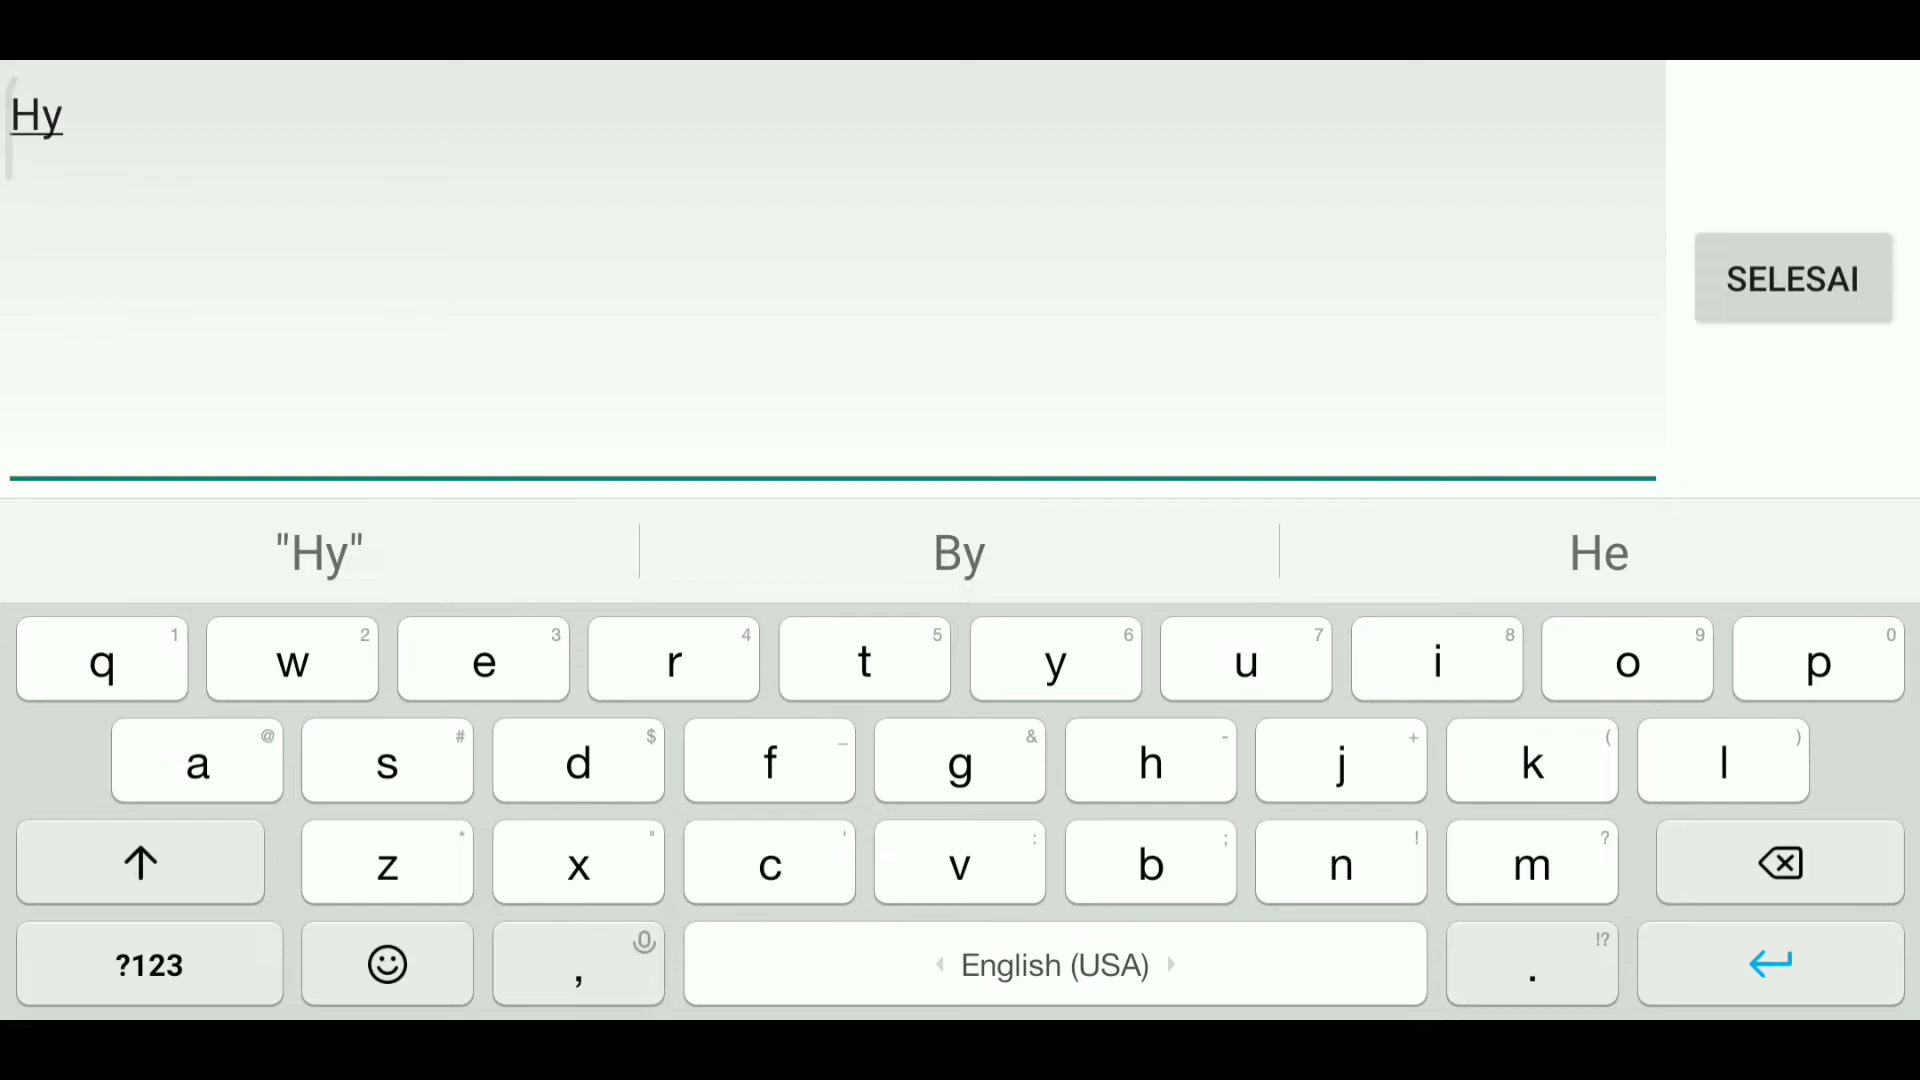 Hy
SELESAI
"Hy" By He
1 2 3 4 5 6 7 8 9 0
q w e r t y u i o p
@ # $ _ & - + ( )
a s d f g h j k l
* " ' : ; ! ?
z x c v b n m
?123 , English (USA) . !?